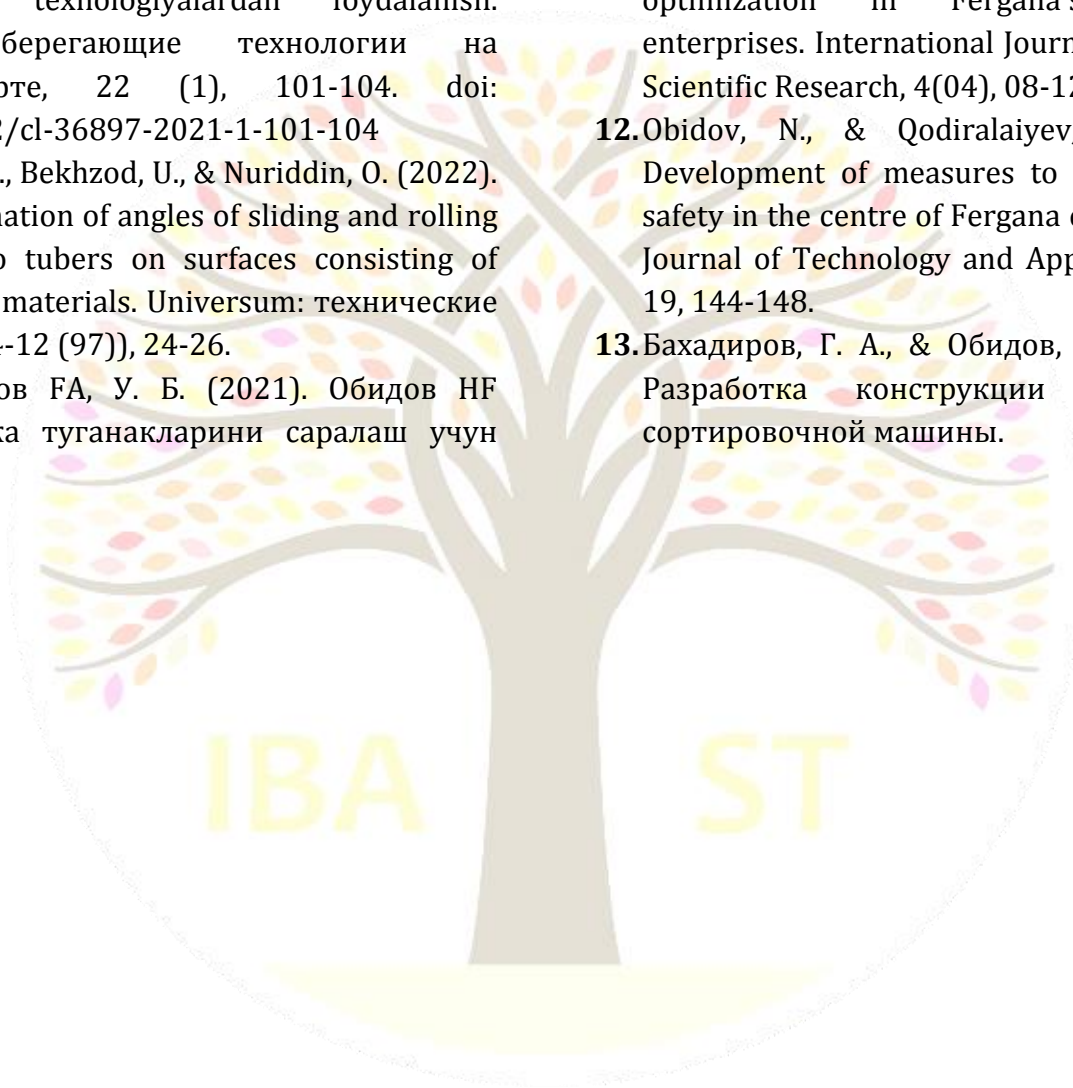 texnologiyalardan foydalanish.
берегающие технологии на
рте, 22 (1), 101-104. doi:
2/cl-36897-2021-1-101-104
., Bekhzod, U., & Nuriddin, O. (2022).
nation of angles of sliding and rolling
tubers on surfaces consisting of
materials. Universum: технические
-12 (97)), 24-26.
ов FA, У. Б. (2021). Обидов HF
ка туганакларини саралаш учун
optimization in Fergana's
enterprises. International Journ
Scientific Research, 4(04), 08-12
12. Obidov, N., & Qodiralaiyev,
Development of measures to
safety in the centre of Fergana
Journal of Technology and App
19, 144-148.
13. Бахадиров, Г. А., & Обидов,
Разработка конструкции
сортировочной машины.
IBA ST